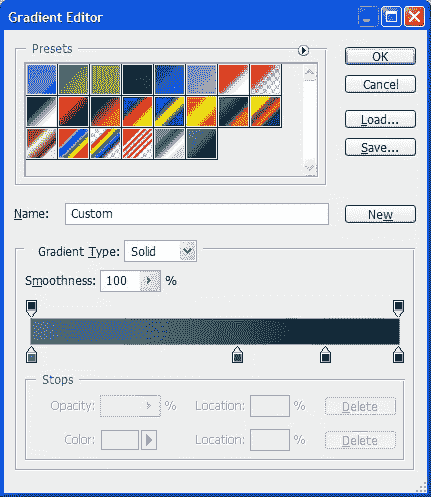 Gradient Editor
Presets
OK
Cancel
Load...
Save...
Name: Custom
New
Gradient Type: Solid
Smoothness: 100 %
Stops
Opacity: % Location: % Delete
Color: Location: % Delete